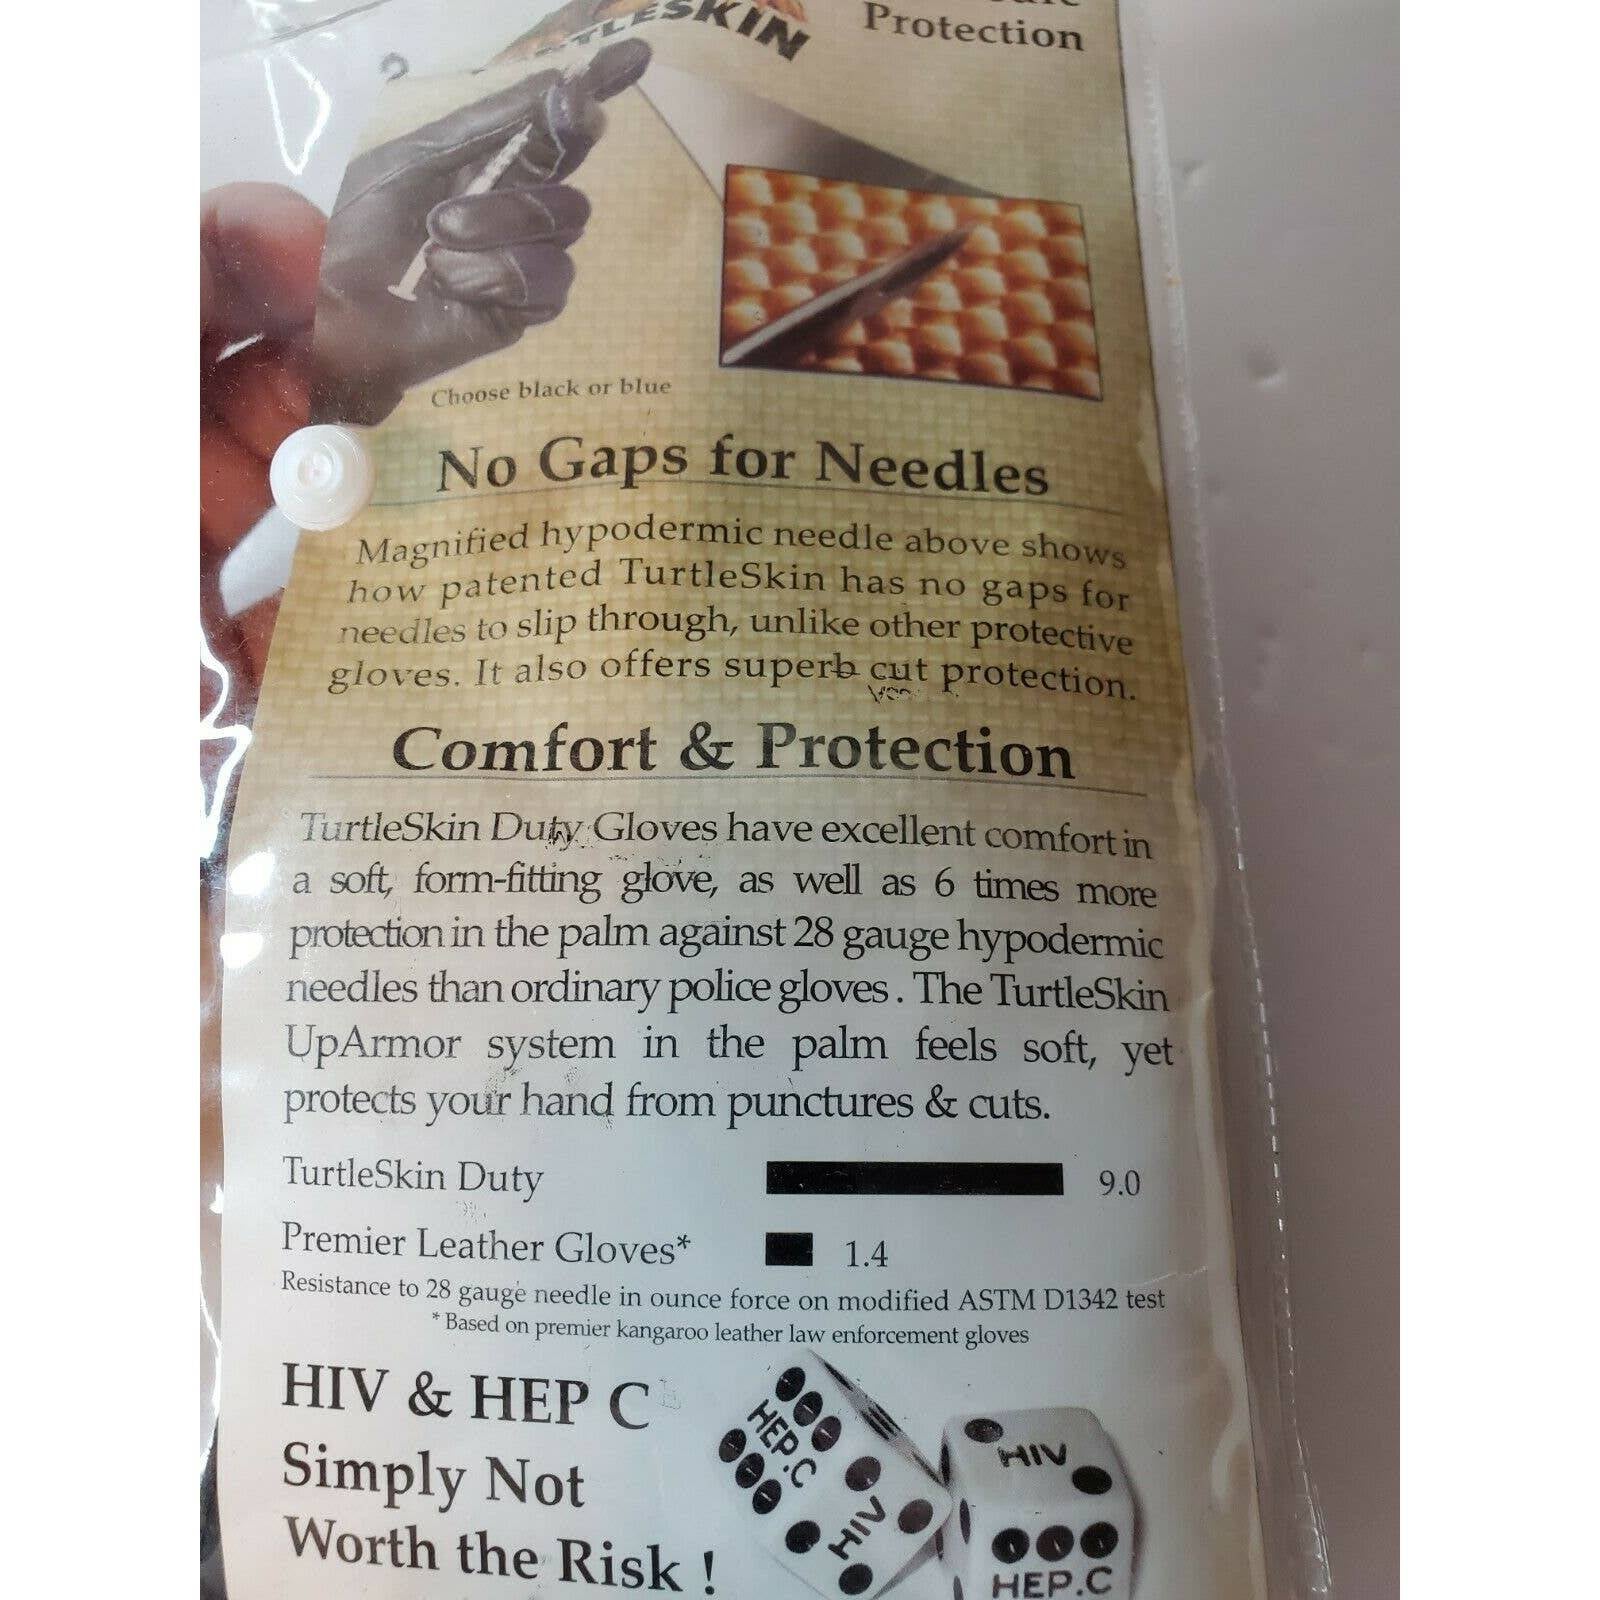 TLESKIN
Protection
Choose black or blue
No Gaps for Needles
Magnified hypodermic needle above shows
how patented TurtleSkin has no gaps for
needles to slip through, unlike other protective
gloves. It also offers superb cut protection.
Comfort & Protection
TurtleSkin Duty Gloves have excellent comfort in
a soft, form-fitting glove, as well as 6 times more
protection in the palm against 28 gauge hypodermic
needles than ordinary police gloves. The TurtleSkin
UpArmor system in the palm feels soft, yet
protects your hand from punctures & cuts.
TurtleSkin Duty 9.0
Premier Leather Gloves* 1.4
Resistance to 28 gauge needle in ounce force on modified ASTM D1342 test
*Based on premier kangaroo leather law enforcement gloves
HIV & HEP C
Simply Not
Worth the Risk !
HEP.C
HIV
HIV
HEP.C